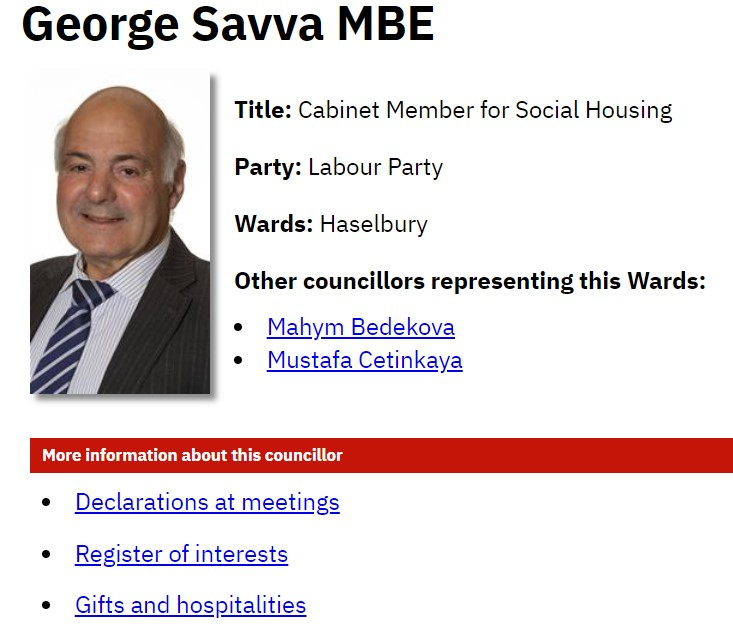 George Savva MBE
Title: Cabinet Member for Social Housing
Party: Labour Party
Wards: Haselbury
Other councillors representing this Wards:
Mahym Bedekova
Mustafa Cetinkaya
More information about this councillor
Declarations at meetings
Register of interests
Gifts and hospitalities